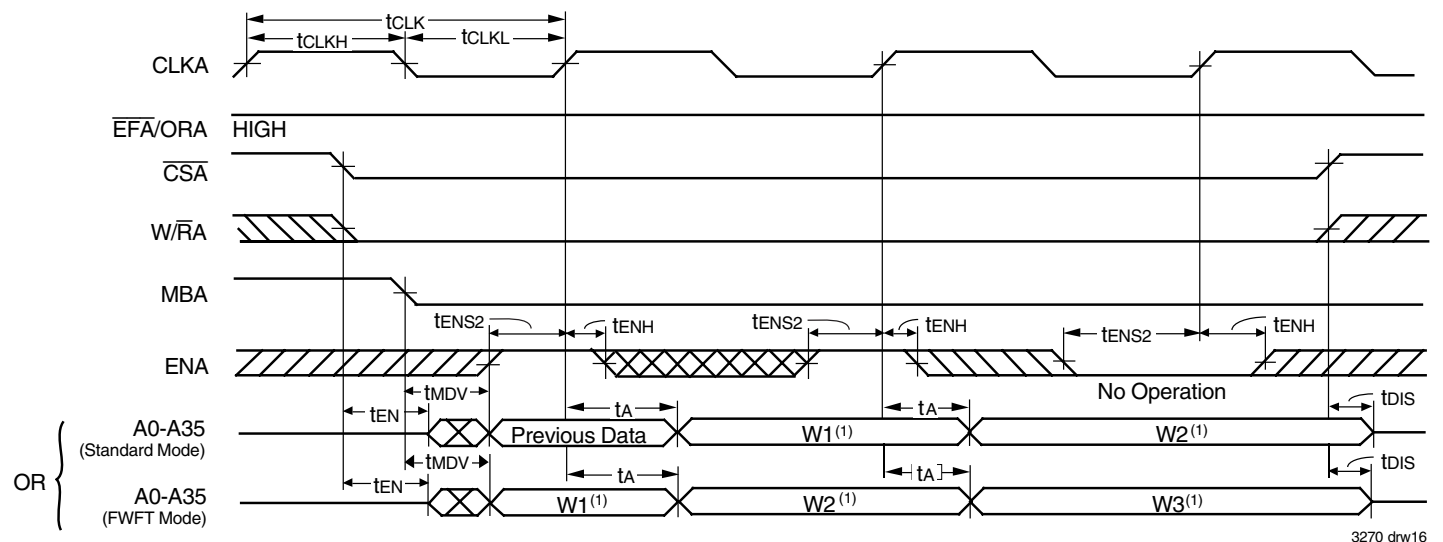 tCLK
tCLKH tCLKL
CLKA
EFA/ORA HIGH
CSA
W/RA
MBA
tENS2 tENH tENS2 tENH tENS2 tENH
ENA
No Operation
tMDV
tEN tA tA tDIS
A0-A35
(Standard Mode)
Previous Data W1(1) W2(1)
OR
tMDV tDIS
tEN tA tA
A0-A35
(FWFT Mode)
W1(1) W2(1) W3(1)
3270 drw16